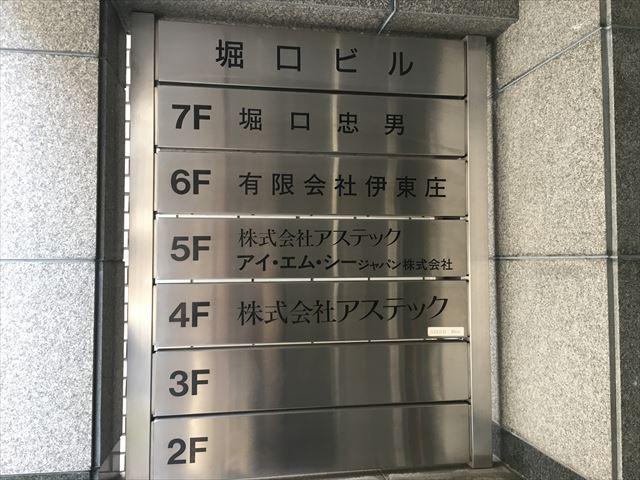 堀口ビル
7F 堀口忠男
6F 有限会社伊東庄
5F 株式会社アステック
アイ・エム・シージャパン株式会社
4F 株式会社アステック
3F
2F